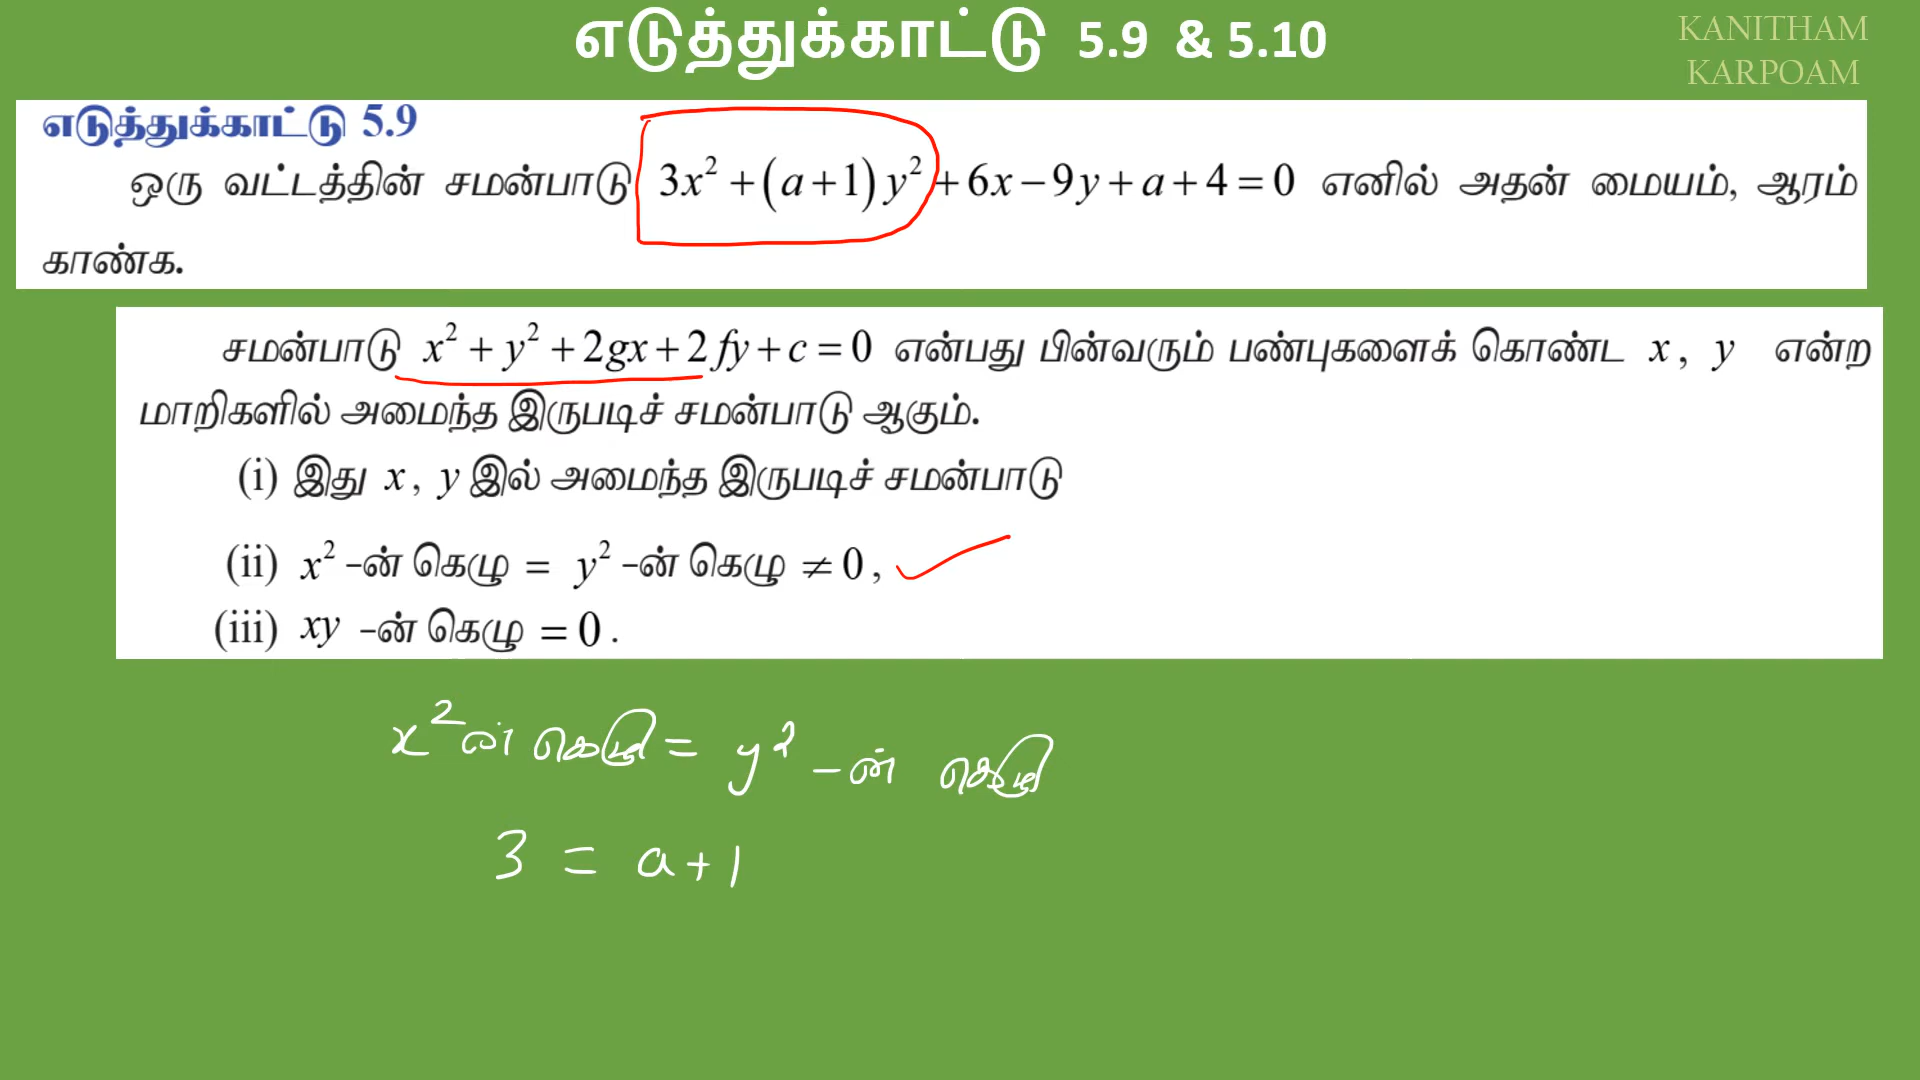 எடுத்துக்காட்டு 5.9 & 5.10
KANITHAM
KARPOAM
எடுத்துக்காட்டு 5.9
ஒரு வட்டத்தின் சமன்பாடு 3x² + (a+1) y² + 6x − 9y + a + 4 = 0 எனில் அதன் மையம், ஆரம்
காண்க.
சமன்பாடு x² + y² + 2gx + 2fy + c = 0 என்பது பின்வரும் பண்புகளைக் கொண்ட x, y என்ற
மாறிகளில் அமைந்த இருபடிச் சமன்பாடு ஆகும்.
(i) இது x, y இல் அமைந்த இருபடிச் சமன்பாடு
(ii) x² -ன் கெழு = y² -ன் கெழு ≠ 0,
(iii) xy -ன் கெழு = 0.
x² ன் கெழு = y² -ன் கெழு
3 = a+1